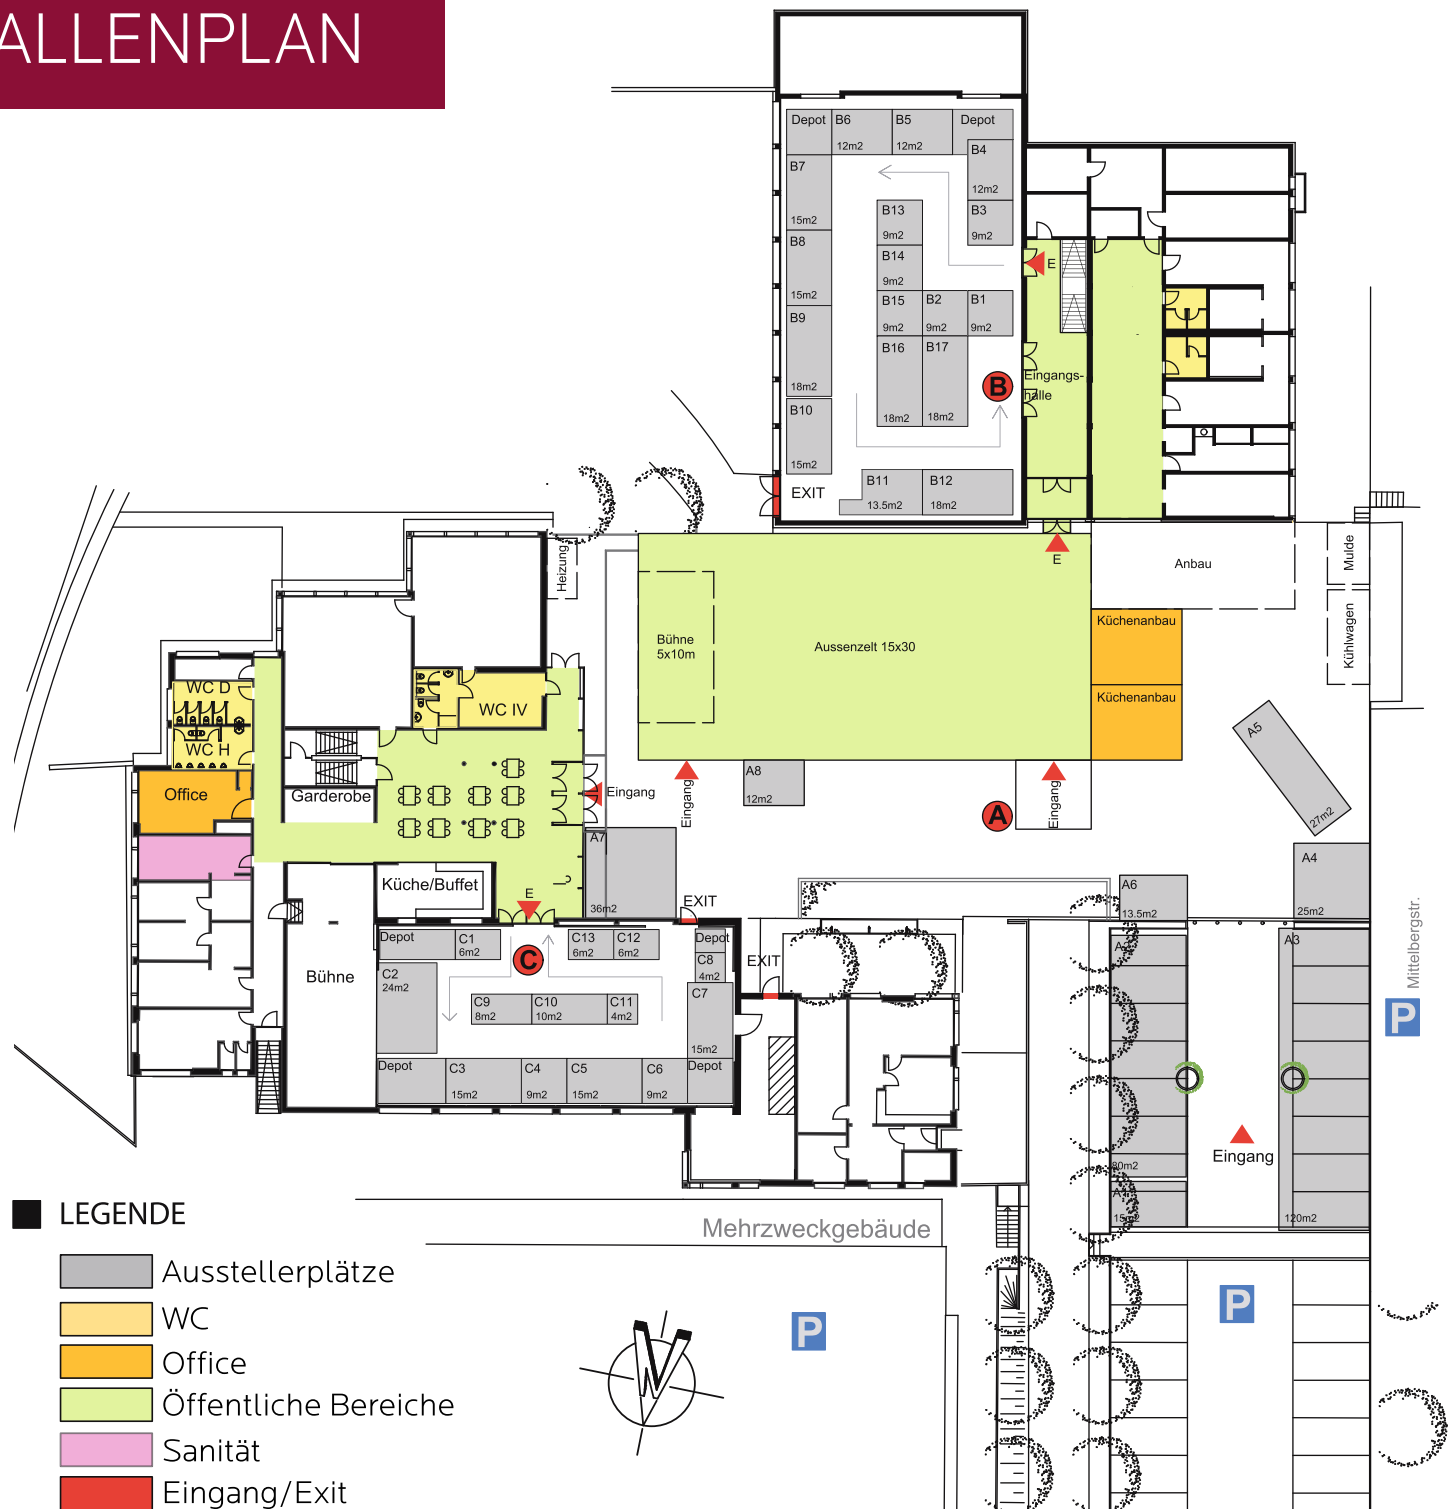 ALLENPLAN
Depot
B6
12m2
B5
12m2
Depot
B4
12m2
B7
15m2
B13
9m2
B3
9m2
B8
15m2
B14
9m2
E
B15
9m2
B2
9m2
B1
9m2
B9
18m2
B16
18m2
B17
18m2
B
Eingangs-
halle
B10
15m2
B11
13.5m2
B12
18m2
EXIT
E
Anbau
Mulde
Kühlwagen
Heizung
Bühne
5x10m
Aussenzelt 15x30
Küchenanbau
Küchenanbau
WC D
WC H
WC IV
Office
Garderobe
Eingang
Eingang
A8
12m2
A
Eingang
A5
27m2
A7
36m2
A4
25m2
A6
13.5m2
Küche/Buffet
E
EXIT
Mittelbergstr.
Depot
C1
6m2
C13
6m2
C12
6m2
Depot
C
C8
4m2
EXIT
A3
120m2
Bühne
C2
24m2
C9
8m2
C10
10m2
C11
4m2
C7
15m2
P
Depot
C3
15m2
C4
9m2
C5
15m2
C6
9m2
Depot
Eingang
80m2
15m2
Mehrzweckgebäude
P
P
LEGENDE
Ausstellerplätze
WC
Office
Öffentliche Bereiche
Sanität
Eingang/Exit
N